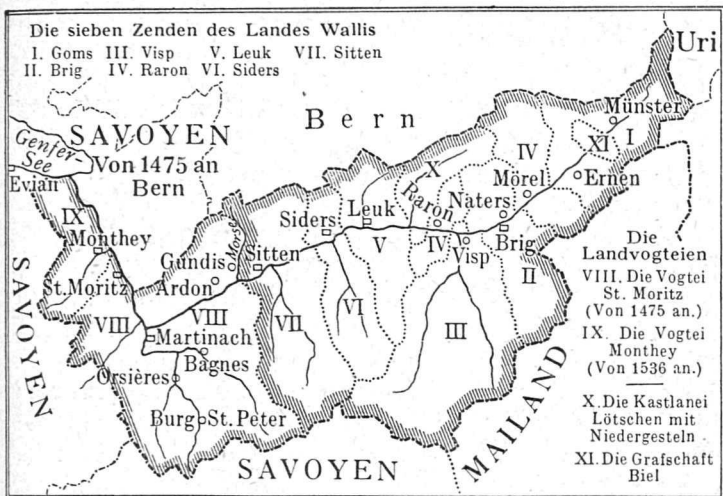 Die sieben Zenden des Landes Wallis
I. Goms III. Visp V. Leuk VII. Sitten
II. Brig IV. Raron VI. Siders
Uri
Bern
Münster
I
XI
SAVOYEN
Von 1475 an
Bern
Genfer-
See
Evian
IV
X
Mörel
Ernen
Raron
Naters
Leuk
Siders
IX
Monthey
Gundis
Morse
Sitten
V
IV
Visp
Brig
St. Moritz
Ardon
II
VI
VIII
VIII
VII
III
Martinach
Bagnes
Orsières
Burg St. Peter
SAVOYEN
SAVOYEN
MAILAND
Die
Landvogteien
VIII. Die Vogtei
St. Moritz
(Von 1475 an.)
IX. Die Vogtei
Monthey
(Von 1536 an.)
X. Die Kastlanei
Lötschen mit
Niedergesteln
XI. Die Grafschaft
Biel